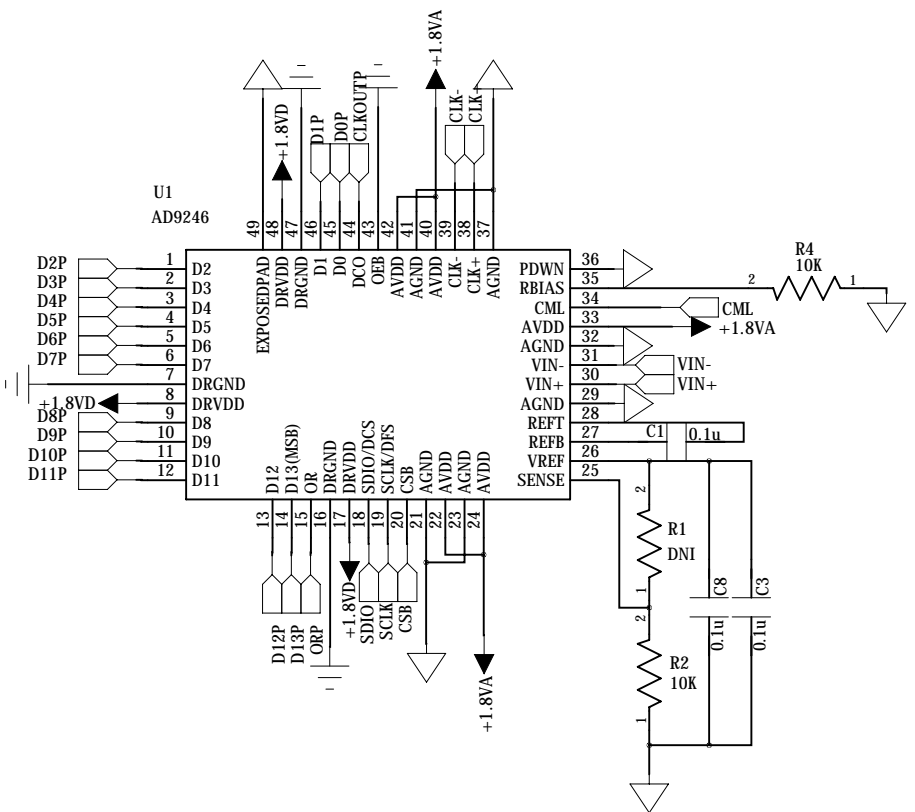 +1.8VA
CLK-
CLK+
D1P
D0P
CLKOUTP
+1.8VD
U1
AD9246
49
48
47
46
45
44
43
42
41
40
39
38
37
EXPOSEDPAD
DRVDD
DRGND
D1
D0
DCO
OEB
AVDD
AGND
AVDD
CLK-
CLK+
AGND
D2P 1 D2
D3P 2 D3
D4P 3 D4
D5P 4 D5
D6P 5 D6
D7P 6 D7
7 DRGND
+1.8VD 8 DRVDD
D8P 9 D8
D9P 10 D9
D10P 11 D10
D11P 12 D11
PDWN 36
RBIAS 35
CML 34 CML
AVDD 33 +1.8VA
AGND 32
VIN- 31 VIN-
VIN+ 30 VIN+
AGND 29
REFT 28
REFB 27
VREF 26
SENSE 25
R4
10K
2
1
C1
0.1u
D12
D13(MSB)
OR
DRGND
DRVDD
SDIO/DCS
SCLK/DFS
CSB
AGND
AVDD
AGND
AVDD
13
14
15
16
17
18
19
20
21
22
23
24
D12P
D13P
ORP
+1.8VD
SDIO
SCLK
CSB
+1.8VA
2
R1
DNI
1
2
R2
10K
1
C8
0.1u
C3
0.1u